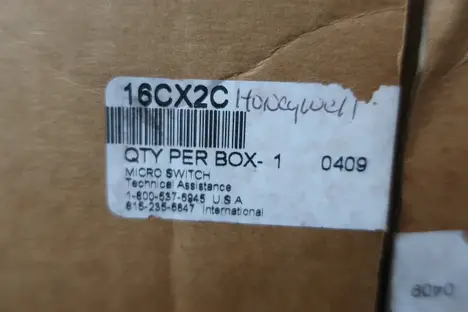 16CX2C Honeywell
QTY PER BOX- 1 0409
MICRO SWITCH
Technical Assistance
1-800-537-6945 U.S.A
815-235-6847 International
0409